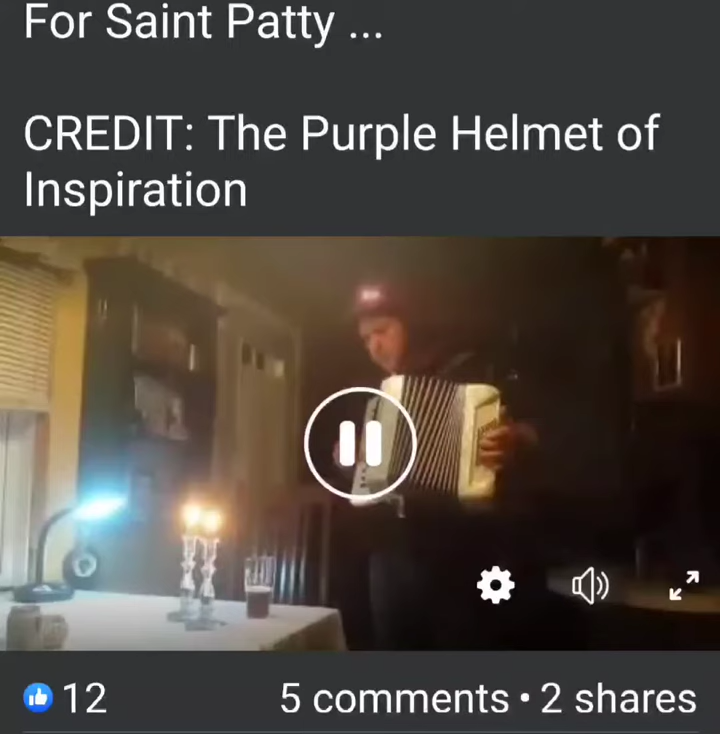 For Saint Patty ...
CREDIT: The Purple Helmet of
Inspiration
12
5 comments • 2 shares